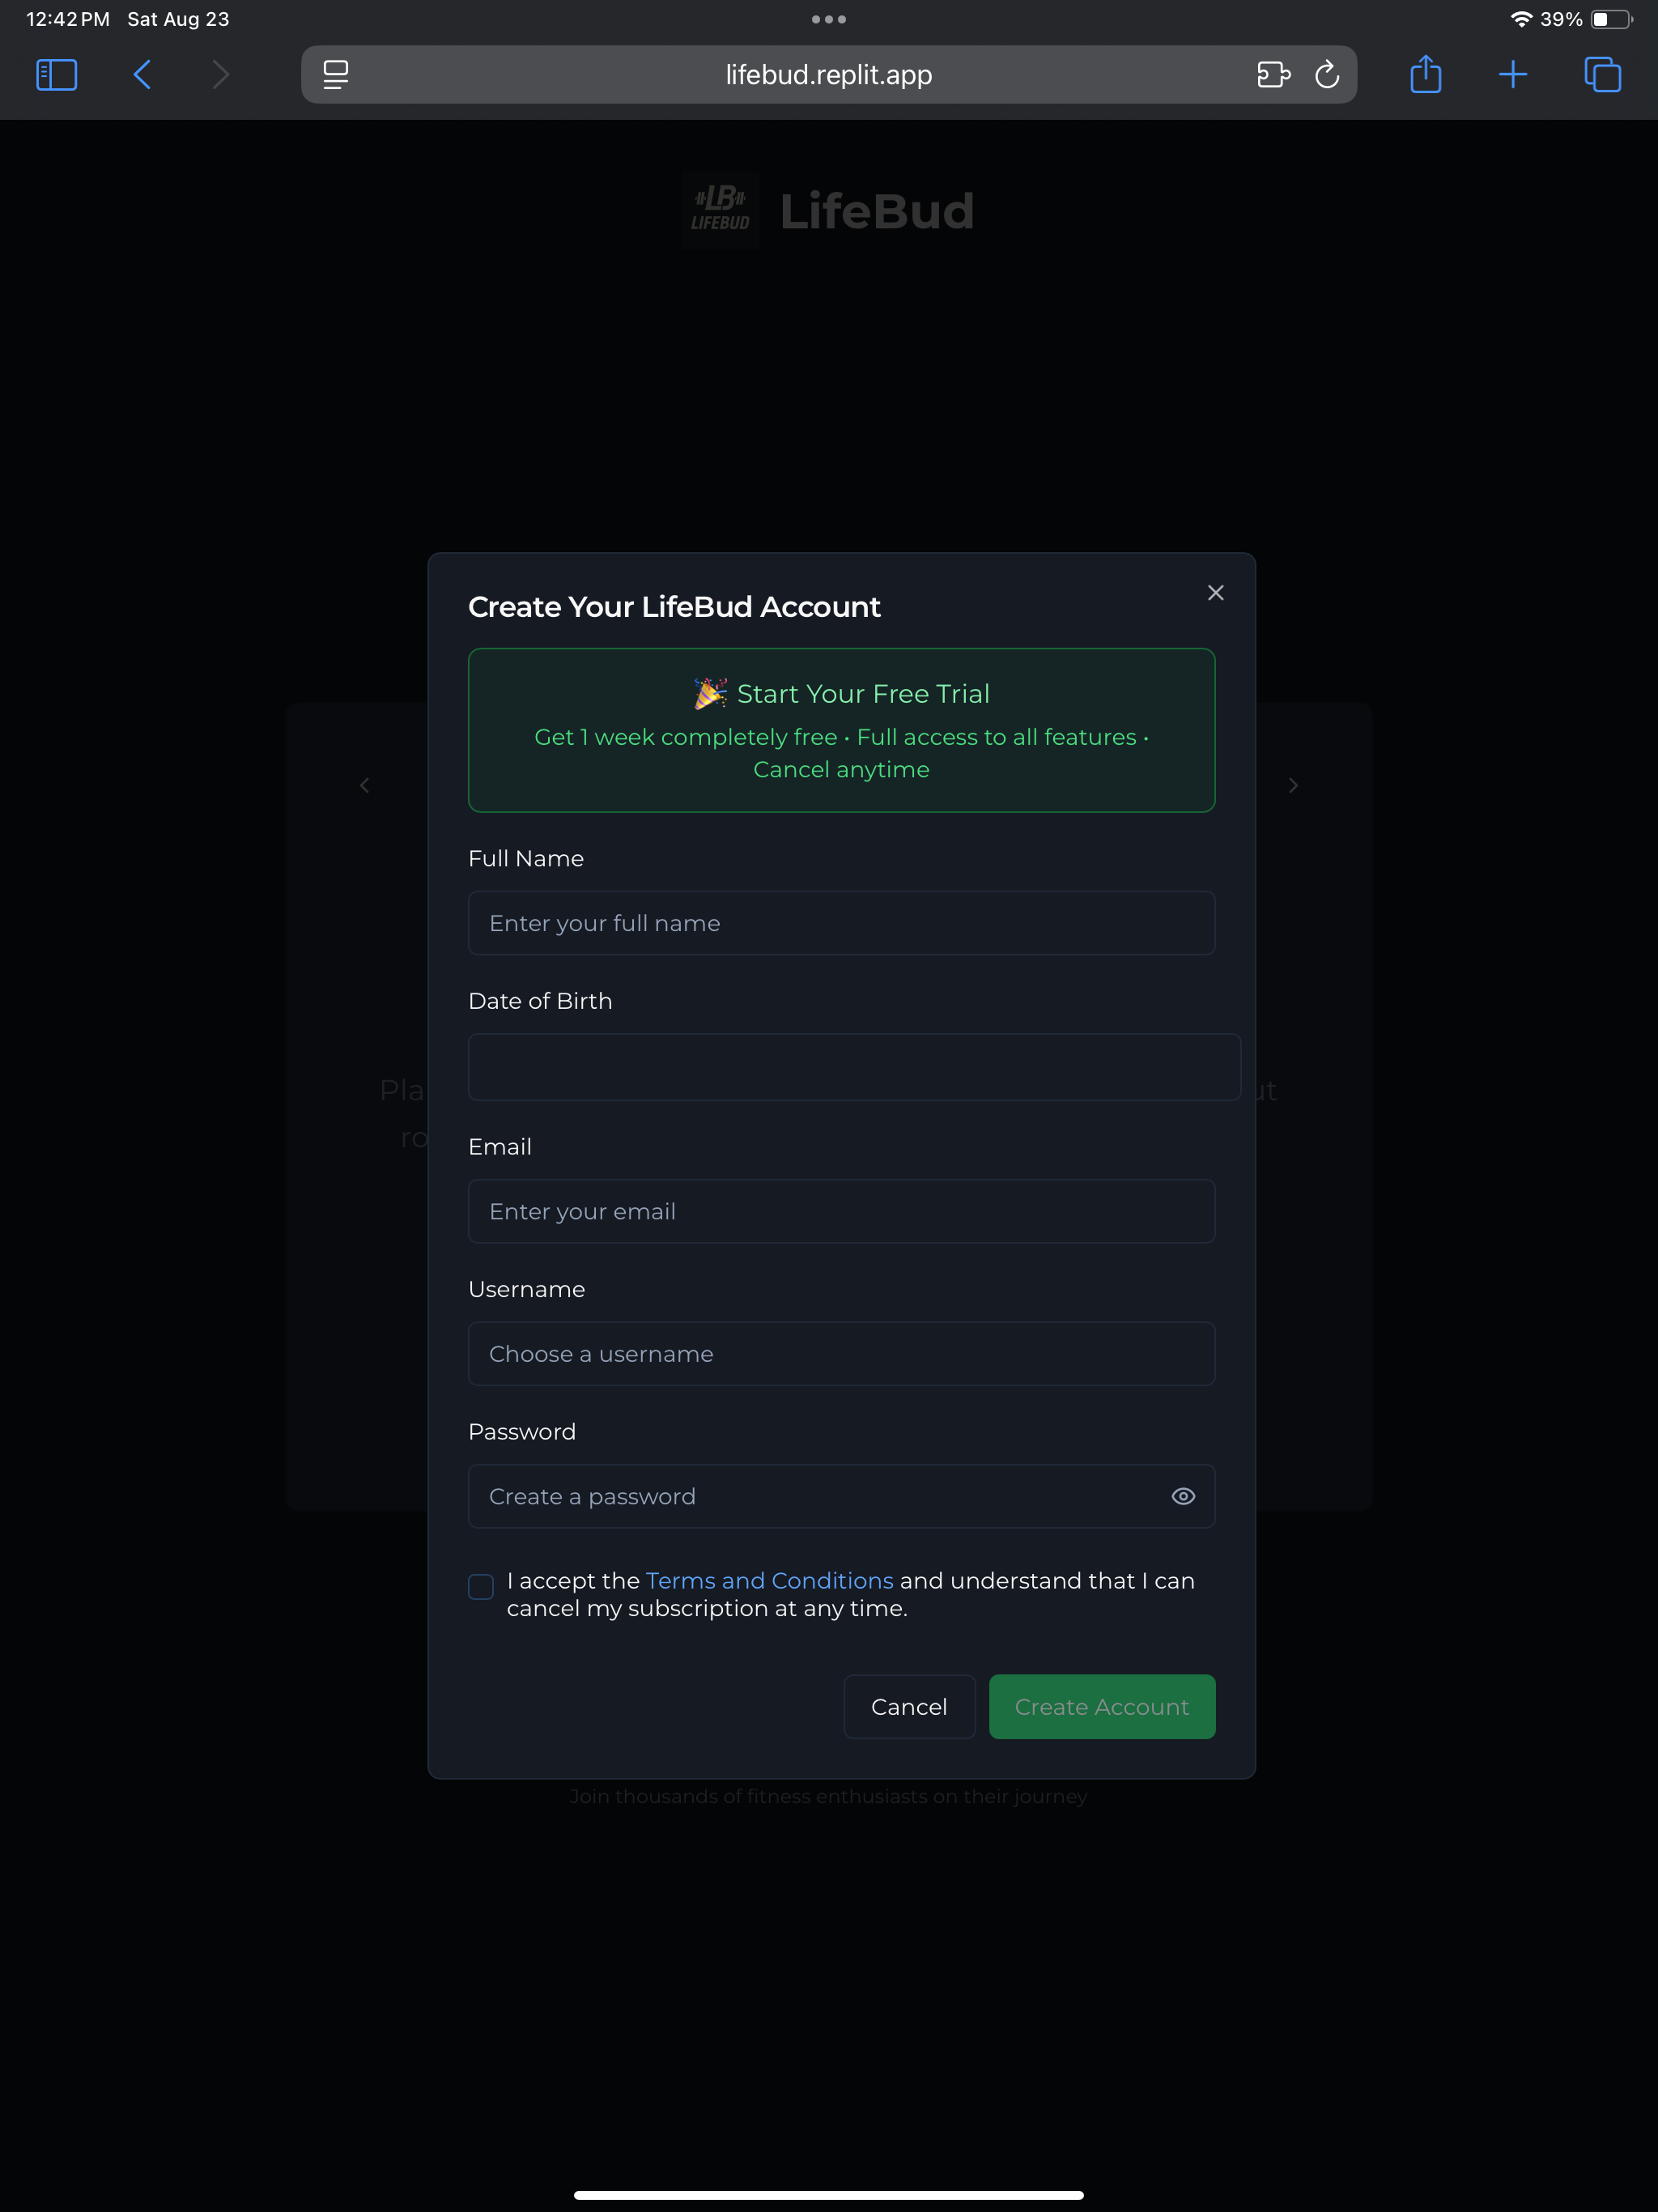 12:42 PM Sat Aug 23
39%
lifebud.replit.app
LB
LIFEBUD
LifeBud
Create Your LifeBud Account
🎉 Start Your Free Trial
Get 1 week completely free • Full access to all features •
Cancel anytime
Full Name
Enter your full name
Date of Birth
Email
Enter your email
Username
Choose a username
Password
Create a password
I accept the Terms and Conditions and understand that I can
cancel my subscription at any time.
Cancel
Create Account
Join thousands of fitness enthusiasts on their journey